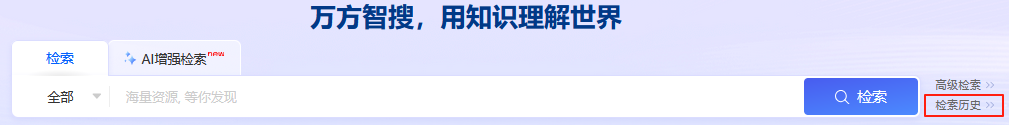 万方智搜，用知识理解世界
检索
AI增强检索new
全部
海量资源, 等你发现
检索
高级检索 >>
检索历史 >>